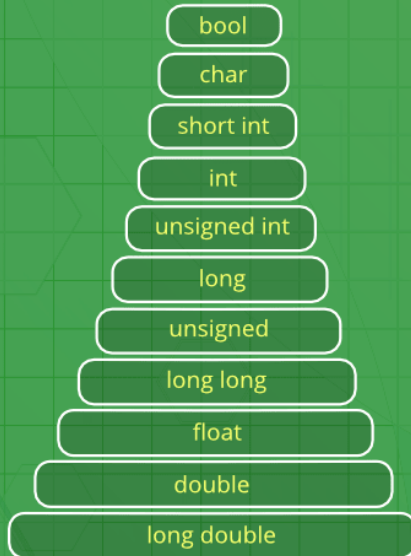 bool
char
short int
int
unsigned int
long
unsigned
long long
float
double
long double